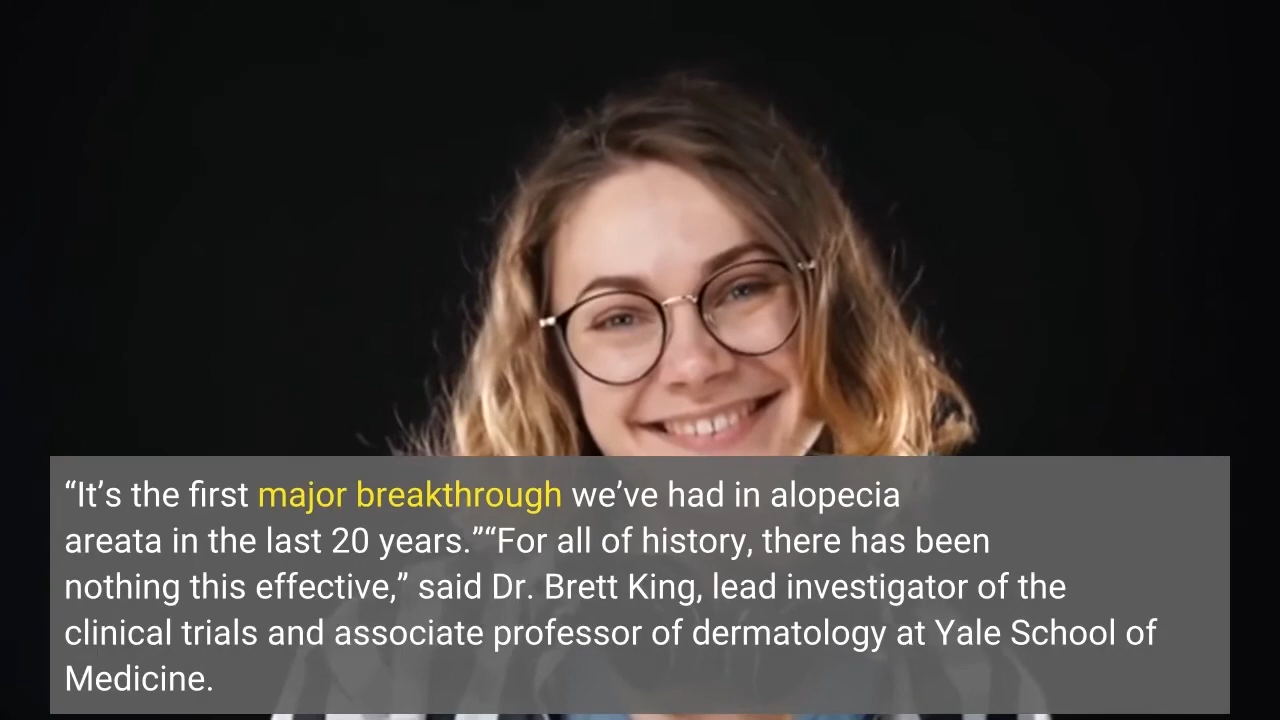 “It’s the first major breakthrough we’ve had in alopecia
areata in the last 20 years.”“For all of history, there has been
nothing this effective,” said Dr. Brett King, lead investigator of the
clinical trials and associate professor of dermatology at Yale School of
Medicine.